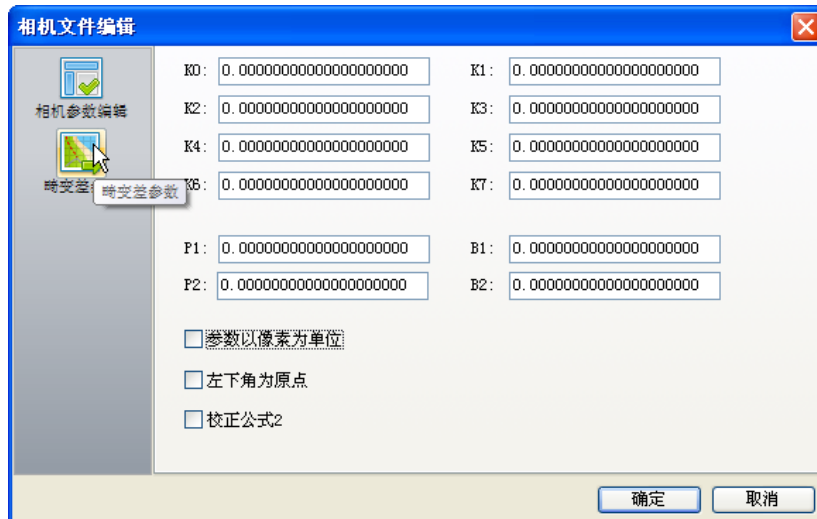 相机文件编辑
相机参数编辑
畸变差
畸变差参数
K0: 0.00000000000000000000 K1: 0.00000000000000000000
K2: 0.00000000000000000000 K3: 0.00000000000000000000
K4: 0.00000000000000000000 K5: 0.00000000000000000000
K6: 0.00000000000000000000 K7: 0.00000000000000000000
P1: 0.00000000000000000000 B1: 0.00000000000000000000
P2: 0.00000000000000000000 B2: 0.00000000000000000000
参数以像素为单位
左下角为原点
校正公式2
确定 取消